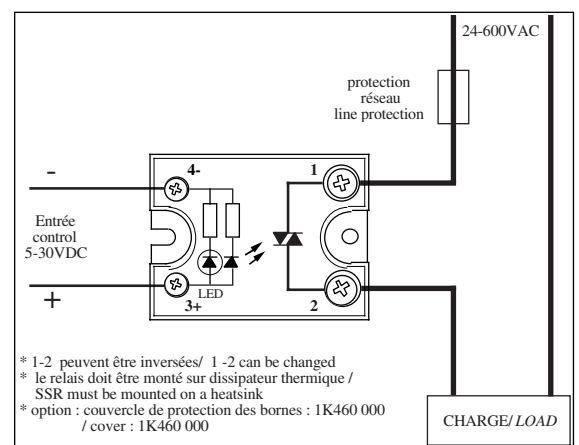 24-600VAC
protection
réseau
line protection
4-
1
-
Entrée
control
5-30VDC
+
LED
3+
2
* 1-2 peuvent être inversées/ 1 -2 can be changed
* le relais doit être monté sur dissipateur thermique /
SSR must be mounted on a heatsink
* option : couvercle de protection des bornes : 1K460 000
/ cover : 1K460 000
CHARGE/ LOAD